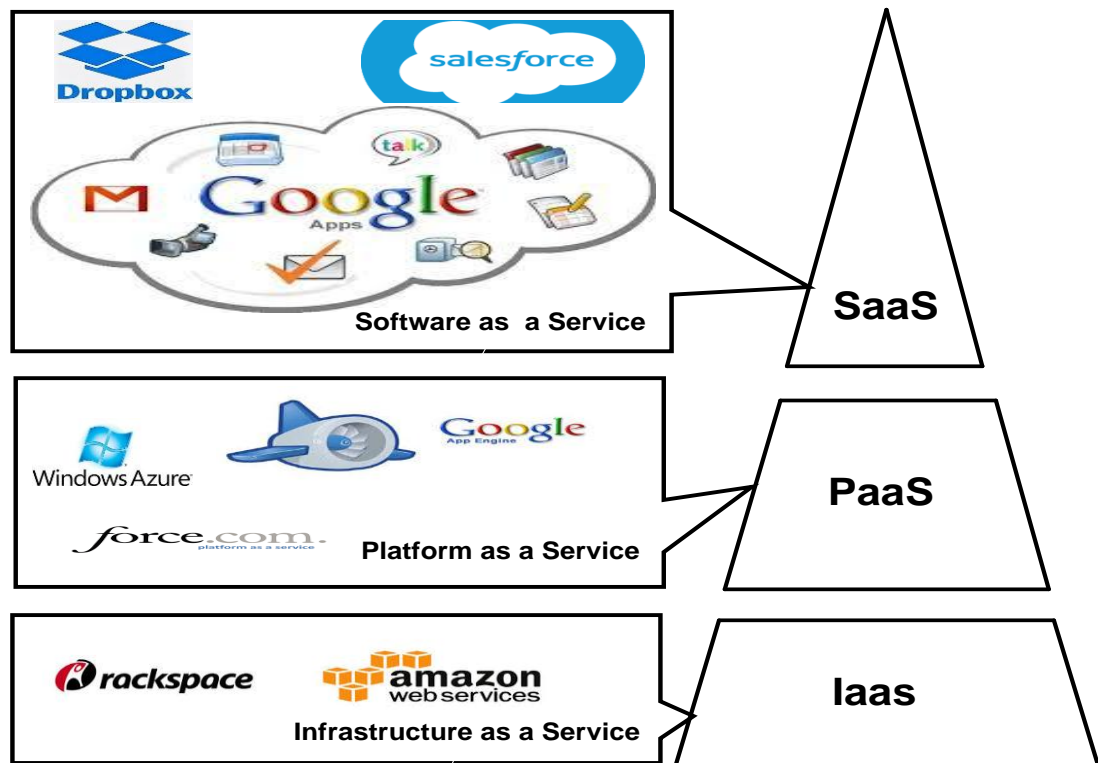 Dropbox
salesforce
talk
Google
Apps
Software as a Service
SaaS
Windows Azure
Google
App Engine
force.com.
platform as a service
Platform as a Service
PaaS
rackspace
amazon
web services
Infrastructure as a Service
Iaas